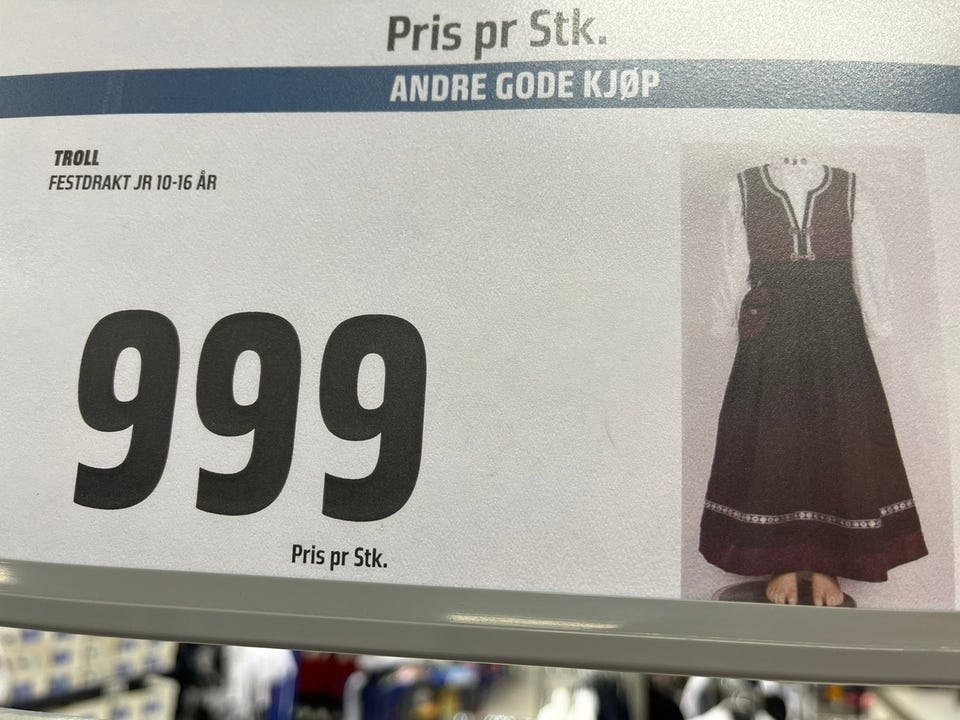 Pris pr Stk.
ANDRE GODE KJØP
TROLL
FESTDRAKT JR 10-16 ÅR
999
Pris pr Stk.